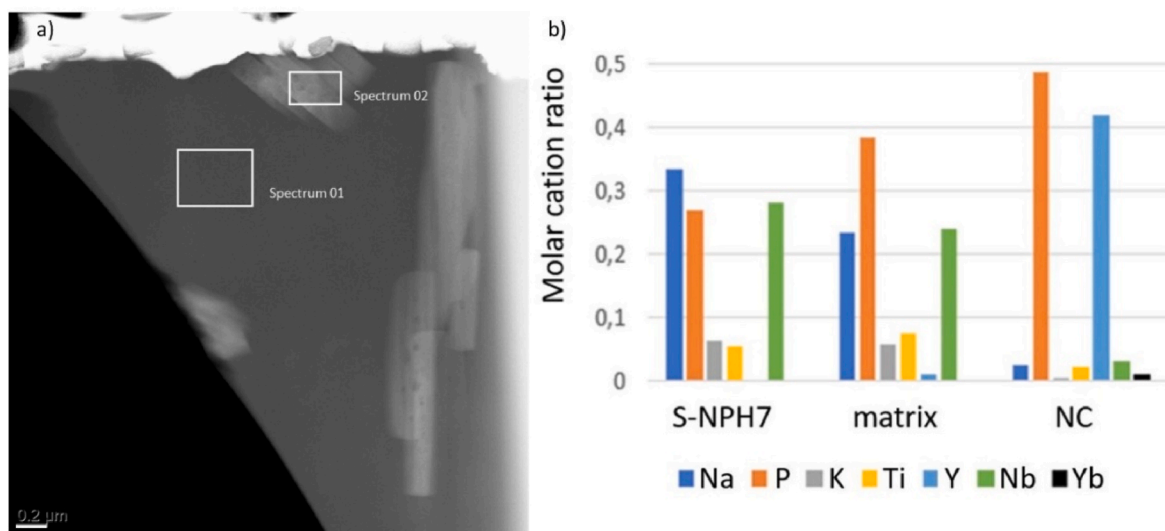 a)
Spectrum 02
Spectrum 01
0.2 μm
b)
Molar cation ratio
0,5
0,4
0,3
0,2
0,1
0
S-NPH7 matrix NC
Na P K Ti Y Nb Yb